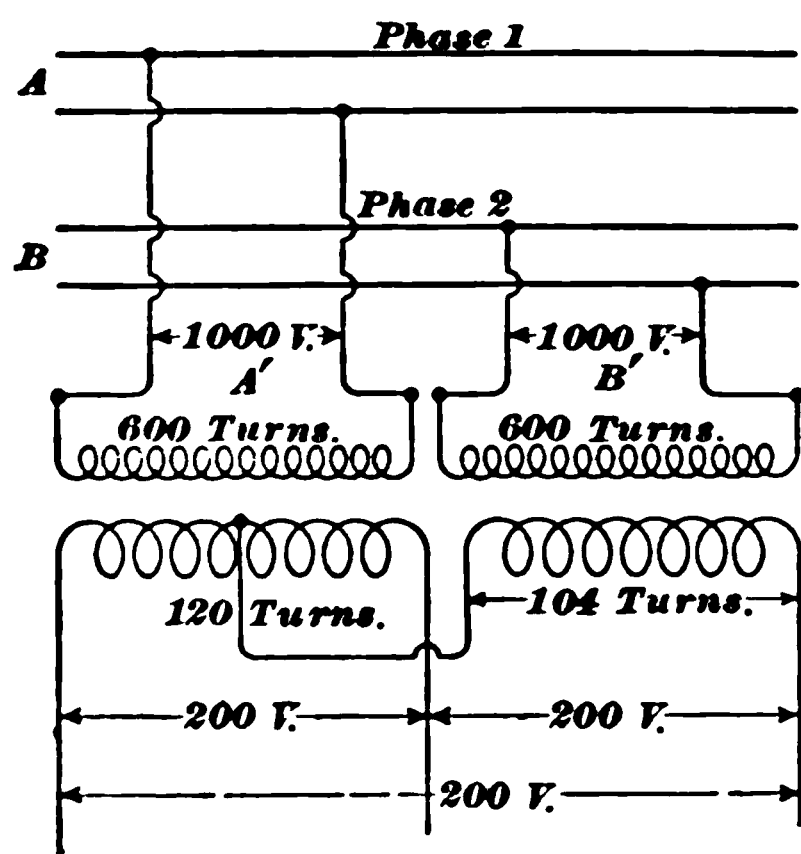 Phase 1
A
Phase 2
B
1000 V. 1000 V.
A' B'
600 Turns. 600 Turns.
120 Turns. 104 Turns.
200 V. 200 V.
200 V.